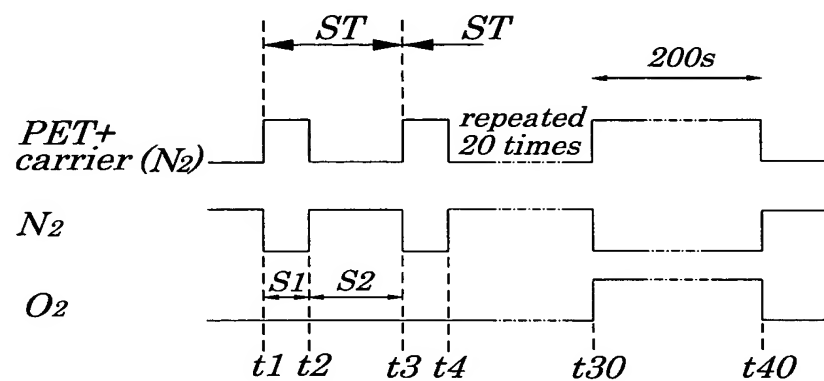 ST ST
200s
PET+
carrier (N2)
repeated
20 times
N2
S1 S2
O2
t1 t2 t3 t4 t30 t40